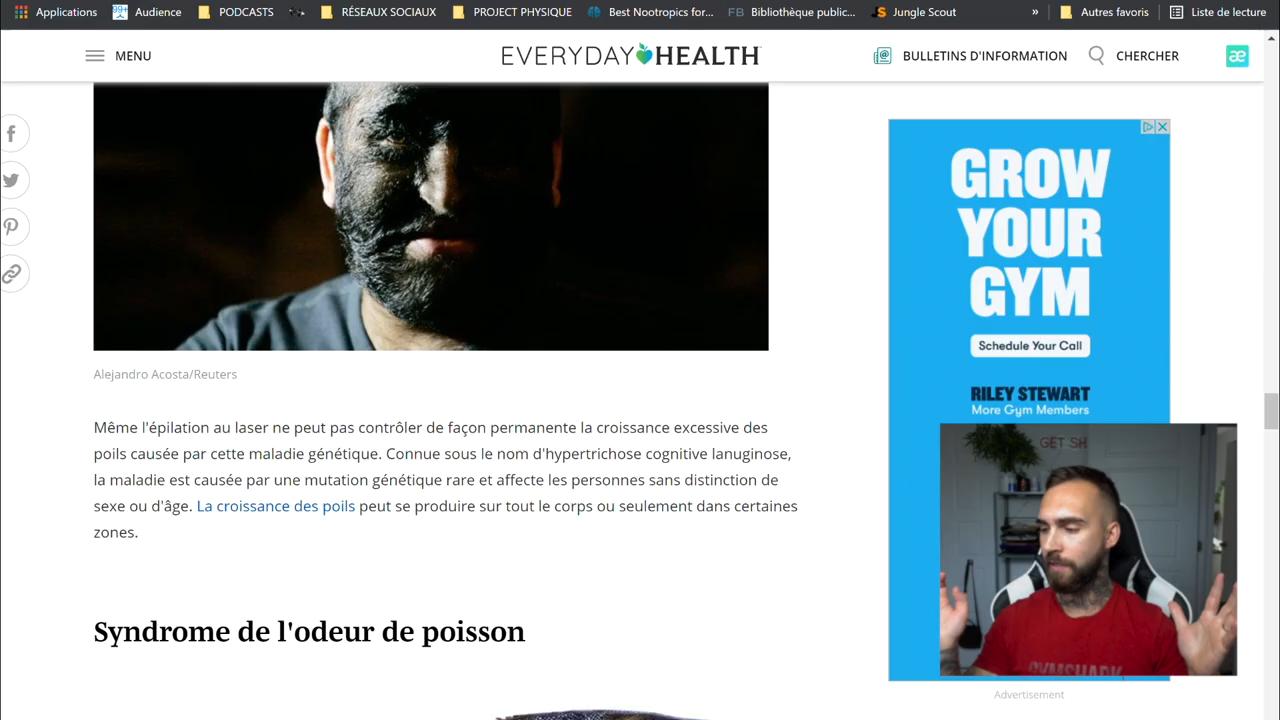 Applications
99+
Audience
PODCASTS
RÉSEAUX SOCIAUX
PROJECT PHYSIQUE
Best Nootropics for...
FB Bibliothèque public...
Jungle Scout
»
Autres favoris
Liste de lecture
MENU
EVERYDAY HEALTH
BULLETINS D'INFORMATION
CHERCHER
æ
GROW
YOUR
GYM
Schedule Your Call
RILEY STEWART
More Gym Members
Alejandro Acosta/Reuters
Même l'épilation au laser ne peut pas contrôler de façon permanente la croissance excessive des
poils causée par cette maladie génétique. Connue sous le nom d'hypertrichose cognitive lanuginose,
la maladie est causée par une mutation génétique rare et affecte les personnes sans distinction de
sexe ou d'âge. La croissance des poils peut se produire sur tout le corps ou seulement dans certaines
zones.
GET SH
GYMSHARK
Syndrome de l'odeur de poisson
Advertisement